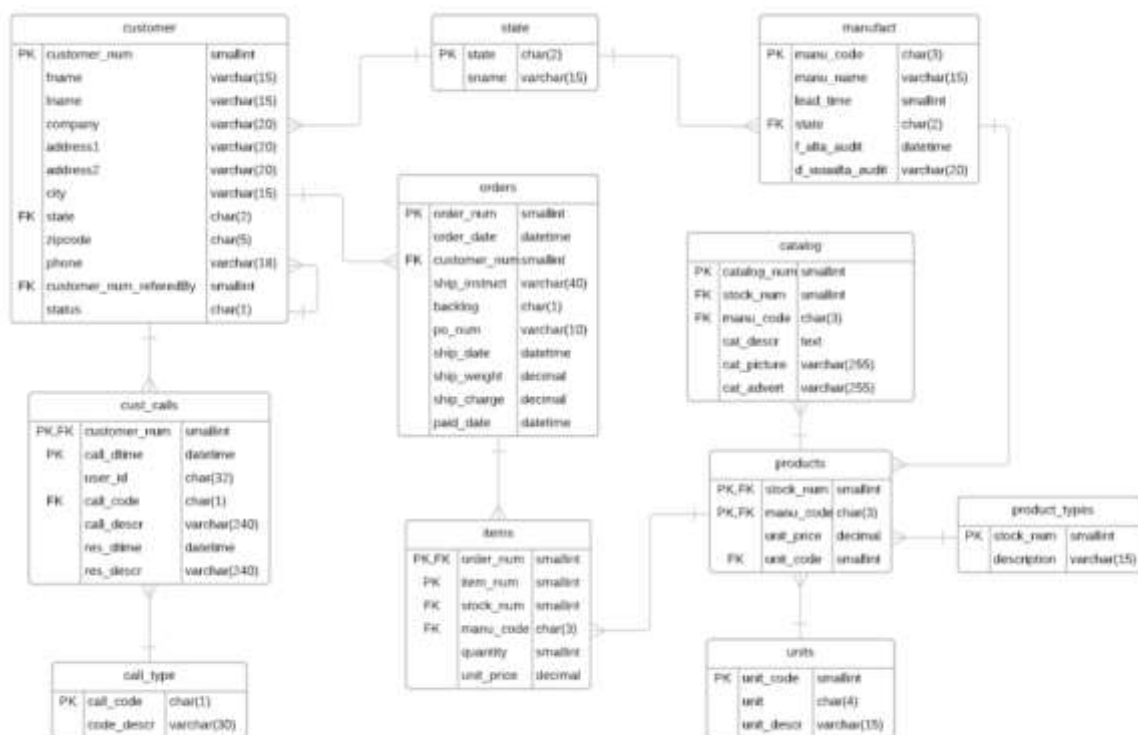 customer
PK customer_num smallint
fname varchar(15)
lname varchar(15)
company varchar(20)
address1 varchar(20)
address2 varchar(20)
city varchar(15)
FK state char(2)
zipcode char(5)
phone varchar(18)
FK customer_num_referedBy smallint
status char(1)
state
PK state char(2)
sname varchar(15)
manufact
PK manu_code char(3)
manu_name varchar(15)
lead_time smallint
FK state char(2)
f_alta_audit datetime
varchar(20)
orders
PK order_num smallint
order_date datetime
FK customer_num smallint
ship_instruct varchar(40)
backlog char(1)
po_num varchar(10)
ship_date datetime
ship_weight decimal
ship_charge decimal
paid_date datetime
catalog
PK catalog_num smallint
FK stock_num smallint
FK manu_code char(3)
cat_descr text
cat_picture varchar(255)
cat_advert varchar(255)
cust_calls
PK,FK customer_num smallint
PK call_dtime datetime
user_id char(32)
FK call_code char(1)
call_descr varchar(240)
res_dtime datetime
res_descr varchar(240)
products
PK,FK stock_num smallint
PK,FK manu_code char(3)
unit_price decimal
FK unit_code smallint
product_types
PK stock_num smallint
description varchar(15)
items
PK,FK order_num smallint
PK item_num smallint
FK stock_num smallint
FK manu_code char(3)
quantity smallint
unit_price decimal
call_type
PK call_code char(1)
code_descr varchar(30)
units
PK unit_code smallint
unit char(4)
unit_descr varchar(15)